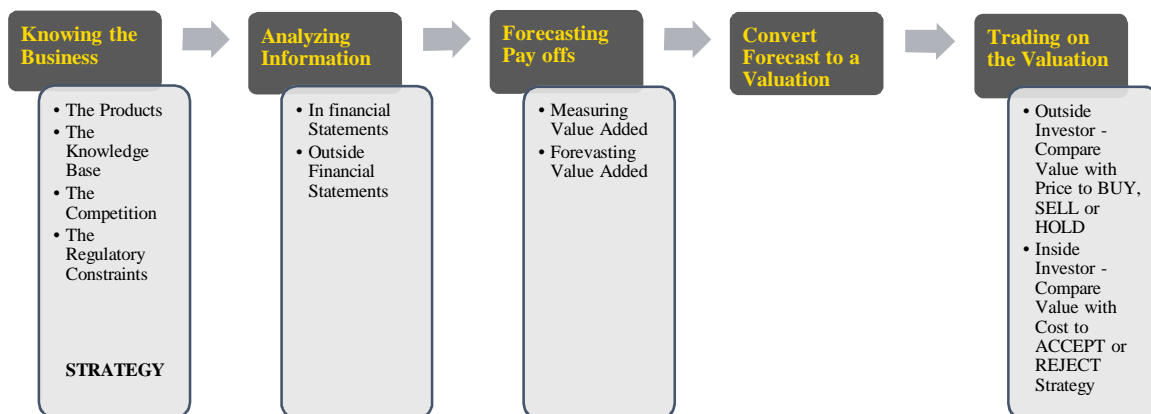 Knowing the
Business
• The Products
• The
Knowledge
Base
• The
Competition
• The
Regulatory
Constraints
STRATEGY
Analyzing
Information
• In financial
Statements
• Outside
Financial
Statements
Forecasting
Pay offs
• Measuring
Value Added
• Forevasting
Value Added
Convert
Forecast to a
Valuation
Trading on
the Valuation
• Outside
Investor -
Compare
Value with
Price to BUY,
SELL or
HOLD
• Inside
Investor -
Compare
Value with
Cost to
ACCEPT or
REJECT
Strategy